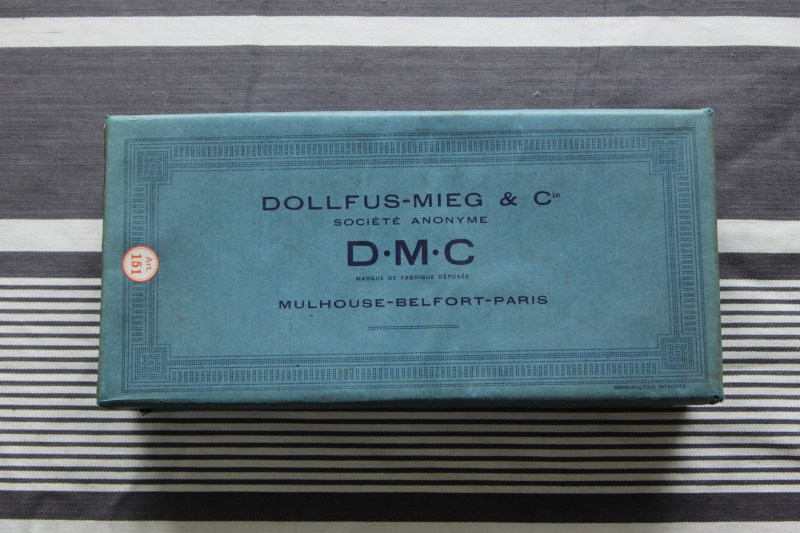 DOLLFUS-MIEG & Cie
SOCIÉTÉ ANONYME
D·M·C
MARQUE DE FABRIQUE DÉPOSÉE
MULHOUSE-BELFORT-PARIS
Art.
151
REPRODUCTION INTERDITE